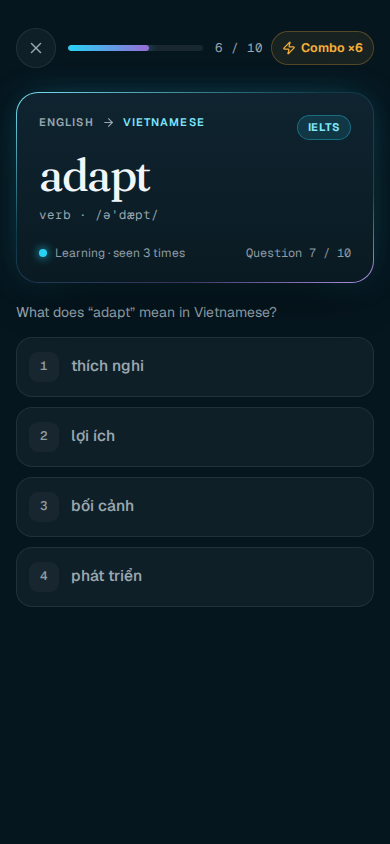 6 / 10 Combo ×6
ENGLISH → VIETNAMESE IELTS
adapt
verb · /ə'dæpt/
Learning · seen 3 times Question 7 / 10
What does “adapt” mean in Vietnamese?
1 thích nghi
2 lợi ích
3 bối cảnh
4 phát triển